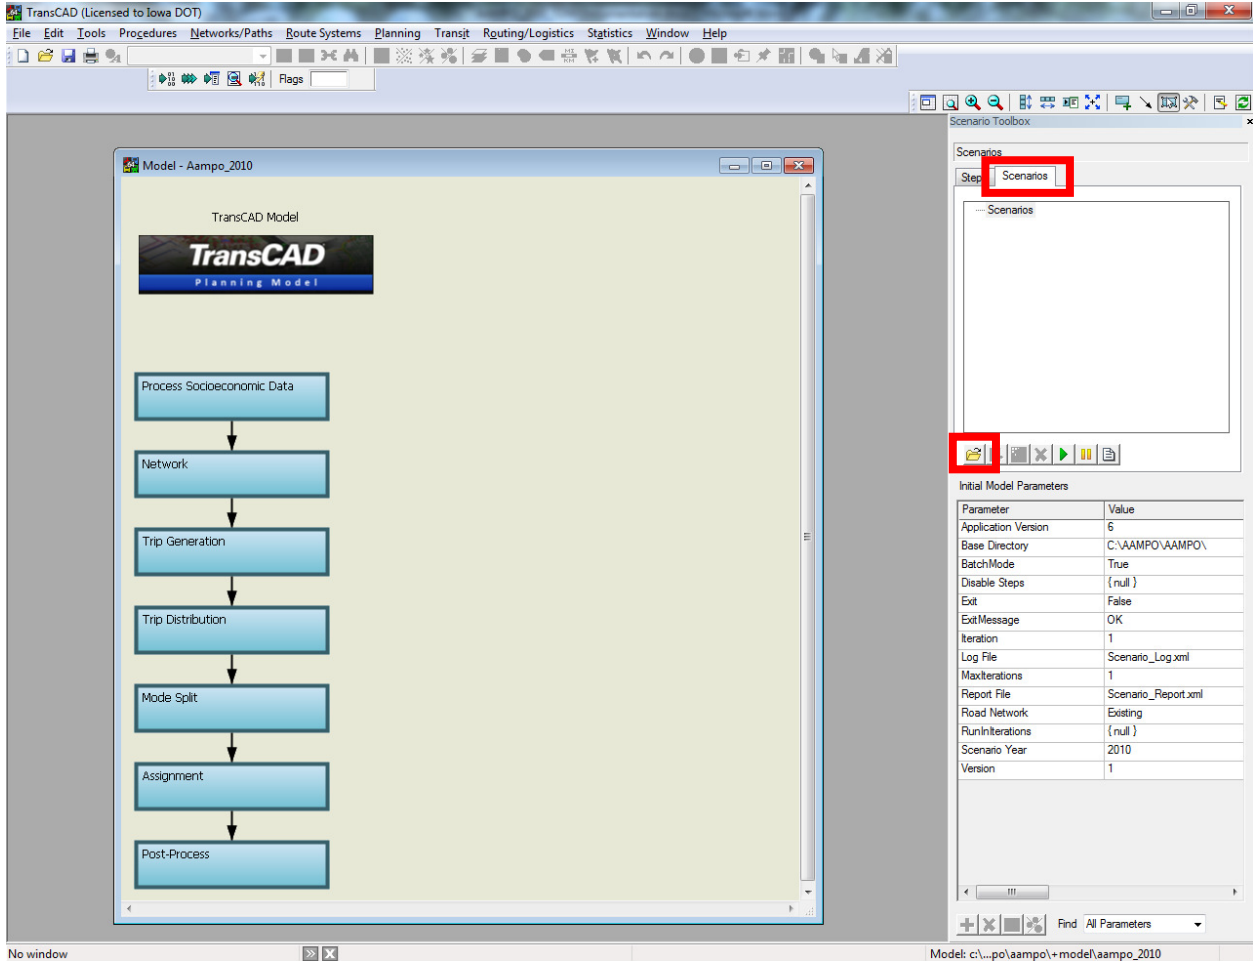 TransCAD (Licensed to Iowa DOT)
File Edit Tools Procedures Networks/Paths Route Systems Planning Transit Routing/Logistics Statistics Window Help
Flags
Scenario Toolbox
Model - Aampo_2010
Scenarios
Step Scenarios
Scenarios
TransCAD Model
TransCAD
Planning Model
Process Socioeconomic Data
Network
Trip Generation
Trip Distribution
Mode Split
Assignment
Post-Process
Initial Model Parameters
Parameter Value
Application Version 6
Base Directory C:\AAMPO\AAMPO\
BatchMode True
Disable Steps { null }
Exit False
ExitMessage OK
Iteration 1
Log File Scenario_Log.xml
MaxIterations 1
Report File Scenario_Report.xml
Road Network Existing
RunInIterations { null }
Scenario Year 2010
Version 1
Find All Parameters
No window
Model: c:\...po\aampo\+model\aampo_2010